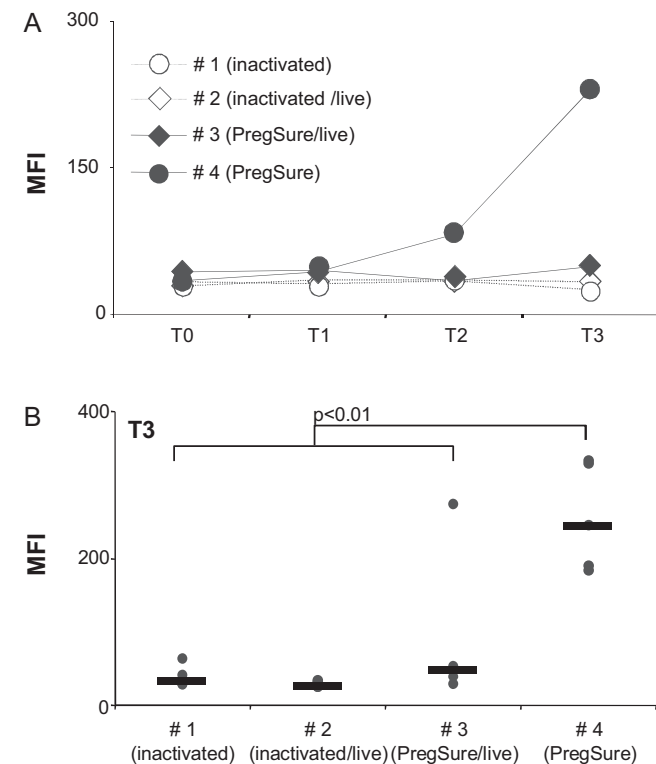 A
300
# 1 (inactivated)
# 2 (inactivated /live)
# 3 (PregSure/live)
# 4 (PregSure)
MFI
150
0
T0 T1 T2 T3
B
400
T3
p<0.01
MFI
200
0
# 1 # 2 # 3 # 4
(inactivated) (inactivated/live) (PregSure/live) (PregSure)